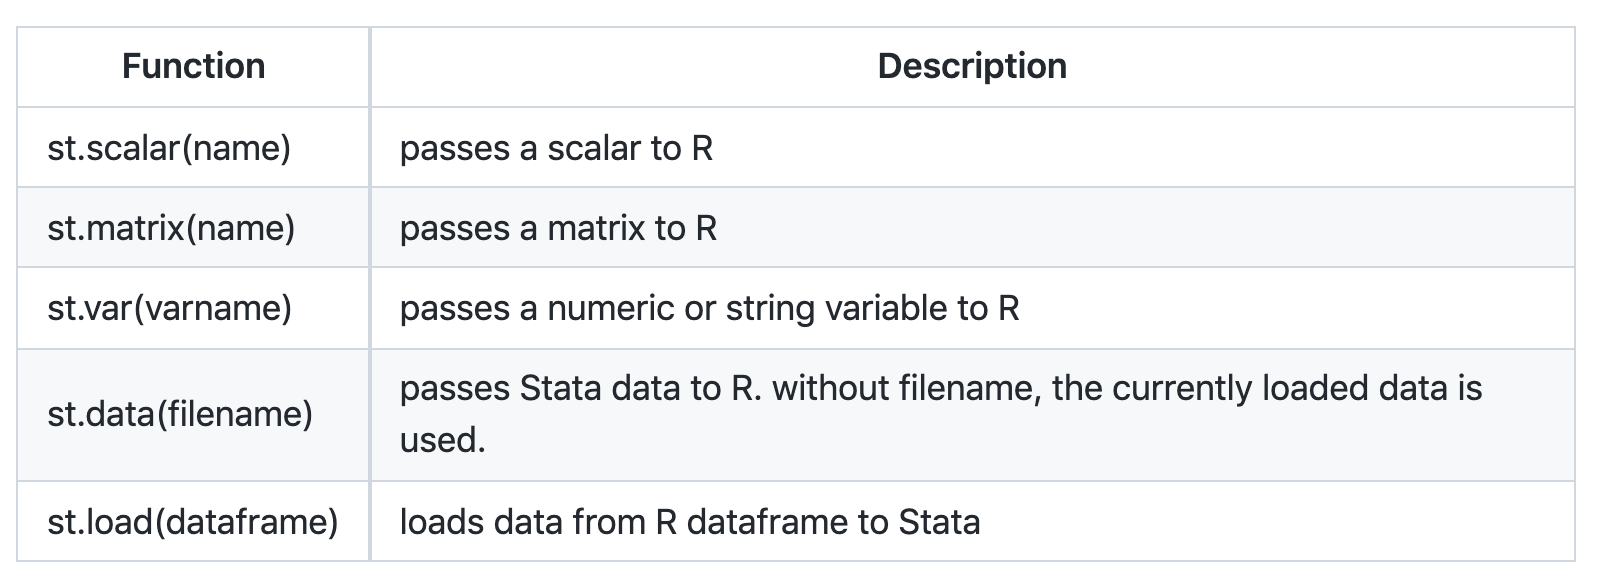 Function Description
st.scalar(name) passes a scalar to R
st.matrix(name) passes a matrix to R
st.var(varname) passes a numeric or string variable to R
st.data(filename) passes Stata data to R. without filename, the currently loaded data is
used.
st.load(dataframe) loads data from R dataframe to Stata